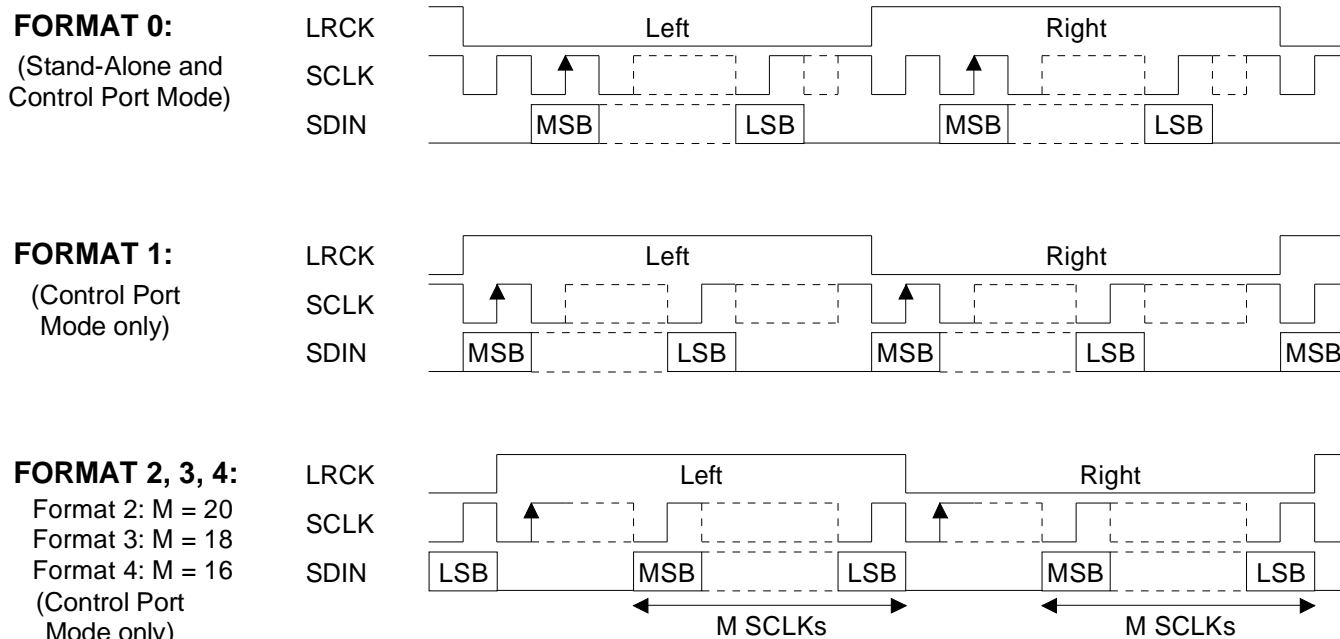 FORMAT 0:
(Stand-Alone and
Control Port Mode)
LRCK
Left
Right
SCLK
SDIN
MSB
LSB
MSB
LSB
FORMAT 1:
(Control Port
Mode only)
LRCK
Left
Right
SCLK
SDIN
MSB
LSB
MSB
LSB
MSB
FORMAT 2, 3, 4:
Format 2: M = 20
Format 3: M = 18
Format 4: M = 16
(Control Port
Mode only)
LRCK
Left
Right
SCLK
SDIN
LSB
MSB
LSB
MSB
LSB
M SCLKs
M SCLKs